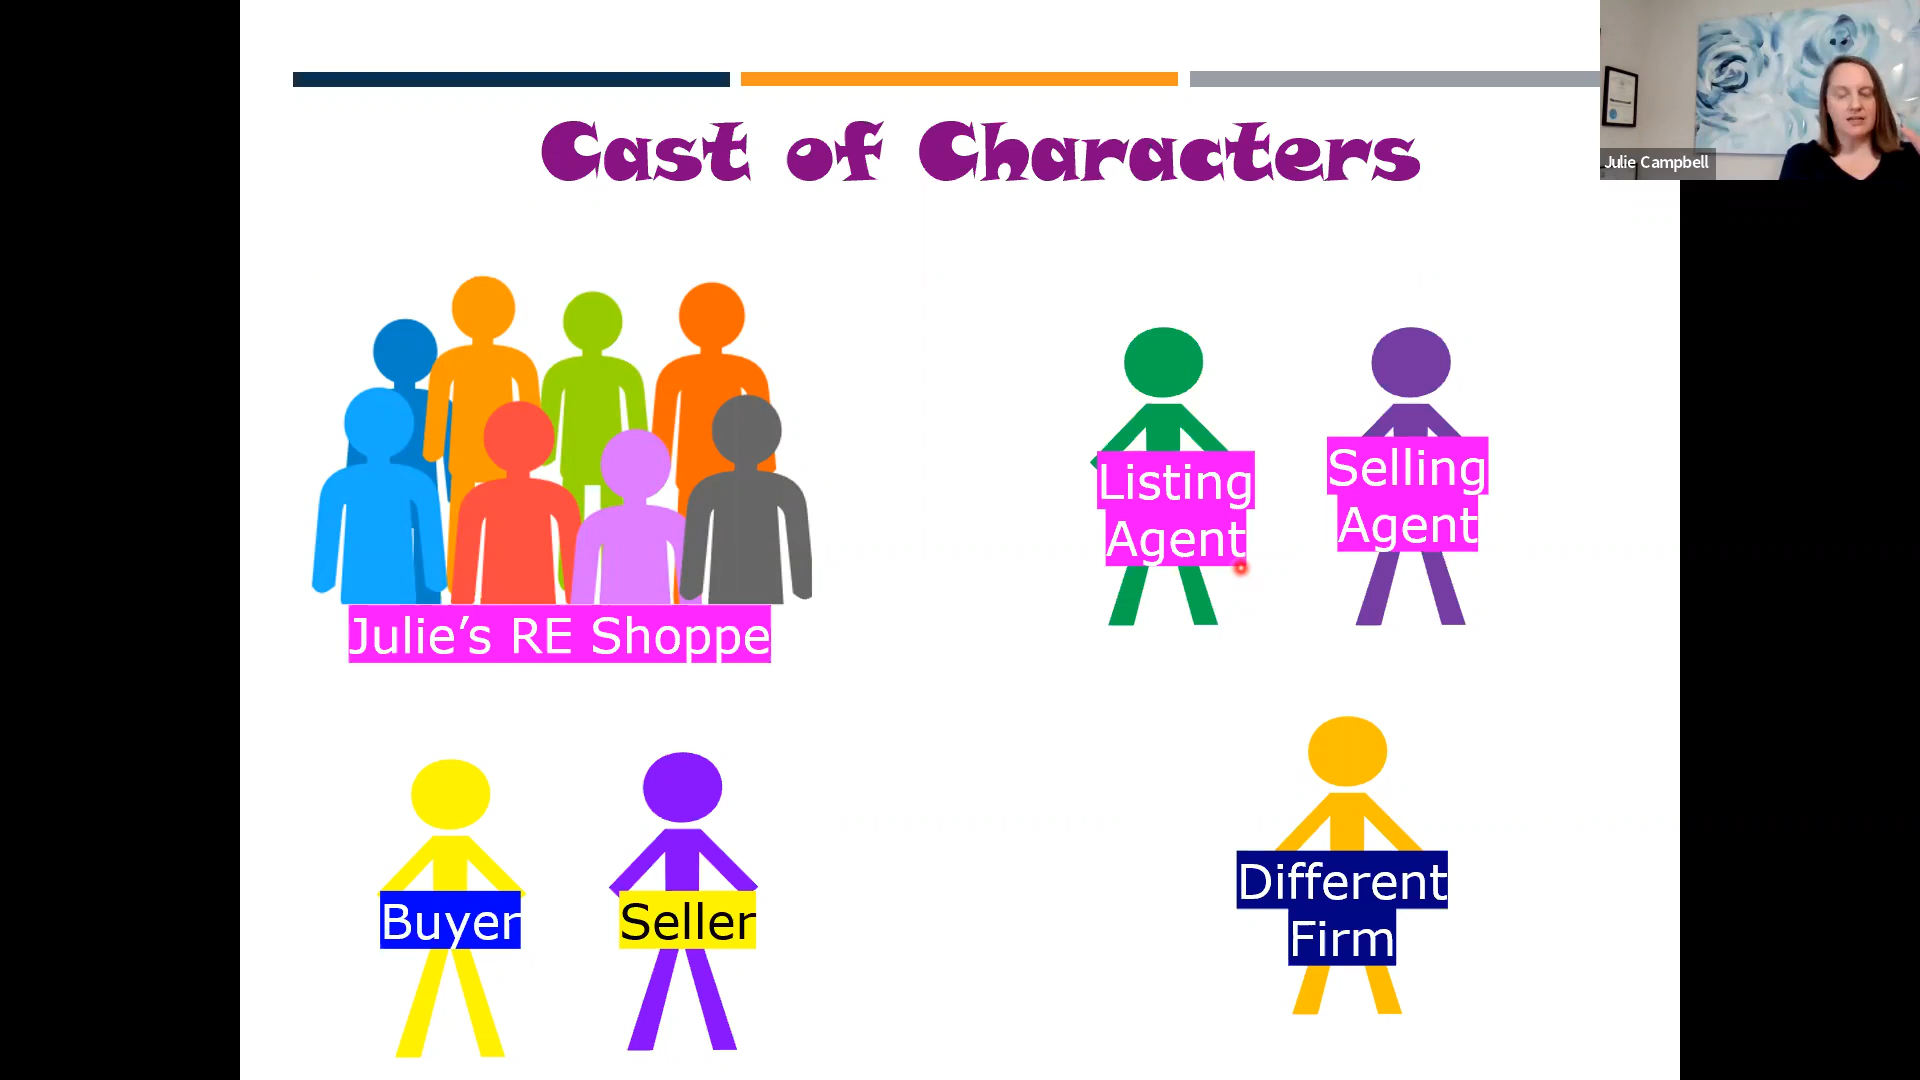 Cast of Characters
Julie Campbell
Listing
Agent
Selling
Agent
Julie’s RE Shoppe
Buyer
Seller
Different
Firm